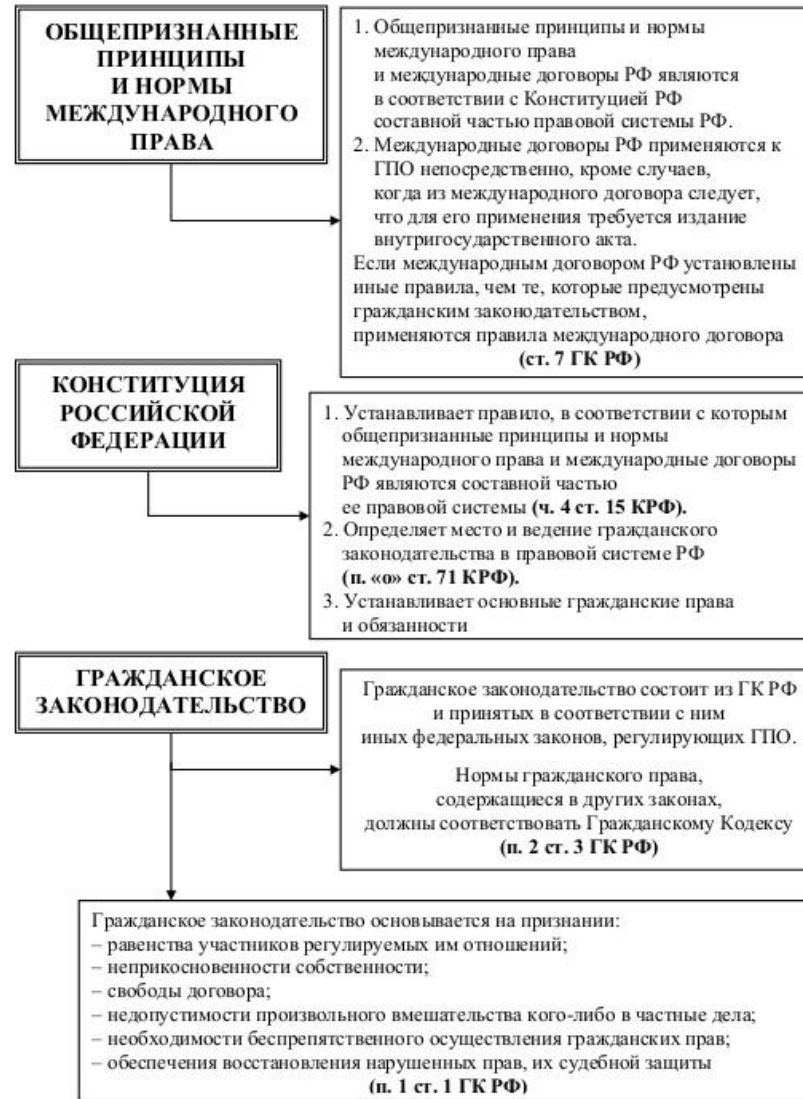 ОБЩЕПРИЗНАННЫЕ
ПРИНЦИПЫ
И НОРМЫ
МЕЖДУНАРОДНОГО
ПРАВА
1. Общепризнанные принципы и нормы
международного права
и международные договоры РФ являются
в соответствии с Конституцией РФ
составной частью правовой системы РФ.
2. Международные договоры РФ применяются к
ГПО непосредственно, кроме случаев,
когда из международного договора следует,
что для его применения требуется издание
внутригосударственного акта.
Если международным договором РФ установлены
иные правила, чем те, которые предусмотрены
гражданским законодательством,
применяются правила международного договора
(ст. 7 ГК РФ)
КОНСТИТУЦИЯ
РОССИЙСКОЙ
ФЕДЕРАЦИИ
1. Устанавливает правило, в соответствии с которым
общепризнанные принципы и нормы
международного права и международные договоры
РФ являются составной частью
ее правовой системы (ч. 4 ст. 15 КРФ).
2. Определяет место и ведение гражданского
законодательства в правовой системе РФ
(п. «о» ст. 71 КРФ).
3. Устанавливает основные гражданские права
и обязанности
ГРАЖДАНСКОЕ
ЗАКОНОДАТЕЛЬСТВО
Гражданское законодательство состоит из ГК РФ
и принятых в соответствии с ним
иных федеральных законов, регулирующих ГПО.
Нормы гражданского права,
содержащиеся в других законах,
должны соответствовать Гражданскому Кодексу
(п. 2 ст. 3 ГК РФ)
Гражданское законодательство основывается на признании:
– равенства участников регулируемых им отношений;
– неприкосновенности собственности;
– свободы договора;
– недопустимости произвольного вмешательства кого-либо в частные дела;
– необходимости беспрепятственного осуществления гражданских прав;
– обеспечения восстановления нарушенных прав, их судебной защиты
(п. 1 ст. 1 ГК РФ)